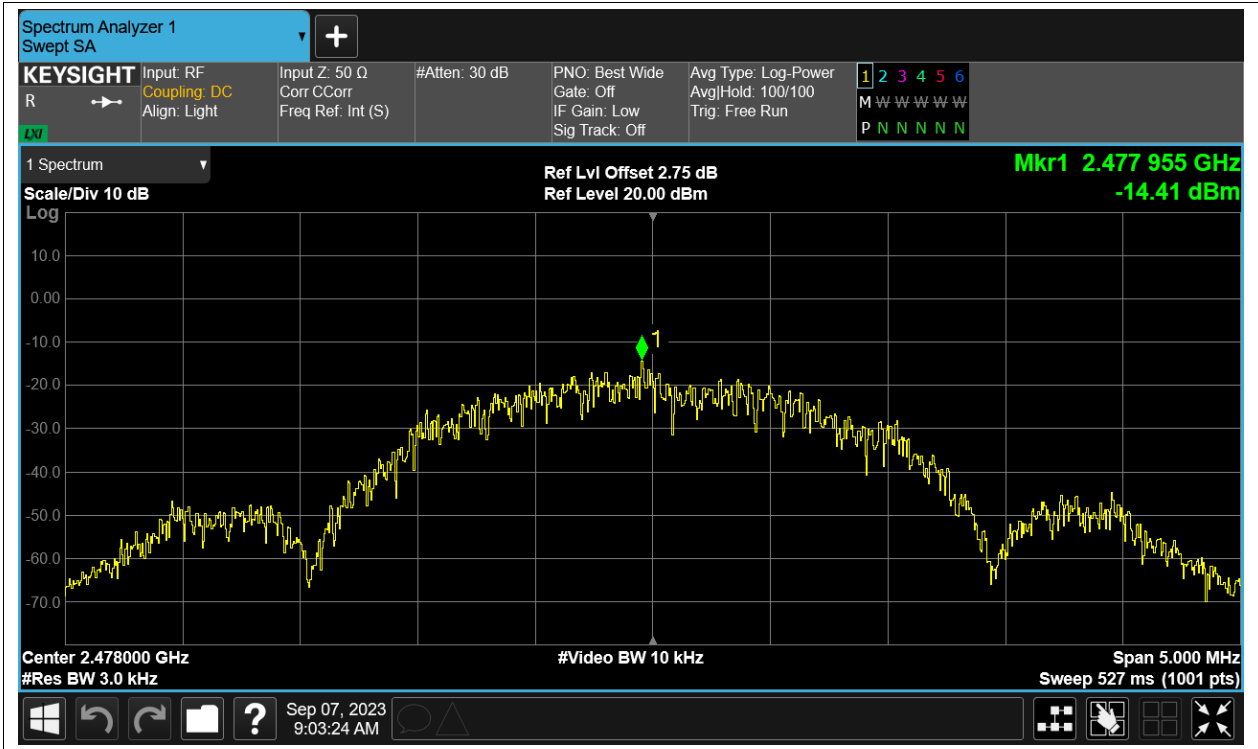 Spectrum Analyzer 1
Swept SA
+
KEYSIGHT
R
LXI
Input: RF
Coupling: DC
Align: Light
Input Z: 50 Ω
Corr CCorr
Freq Ref: Int (S)
#Atten: 30 dB
PNO: Best Wide
Gate: Off
IF Gain: Low
Sig Track: Off
Avg Type: Log-Power
Avg|Hold: 100/100
Trig: Free Run
1 2 3 4 5 6
M W W W W W
P N N N N N
1 Spectrum
Scale/Div 10 dB
Log
Ref Lvl Offset 2.75 dB
Ref Level 20.00 dBm
Mkr1 2.477 955 GHz
-14.41 dBm
10.0
0.00
-10.0
-20.0
-30.0
-40.0
-50.0
-60.0
-70.0
1
Center 2.478000 GHz
#Res BW 3.0 kHz
#Video BW 10 kHz
Span 5.000 MHz
Sweep 527 ms (1001 pts)
?
Sep 07, 2023
9:03:24 AM